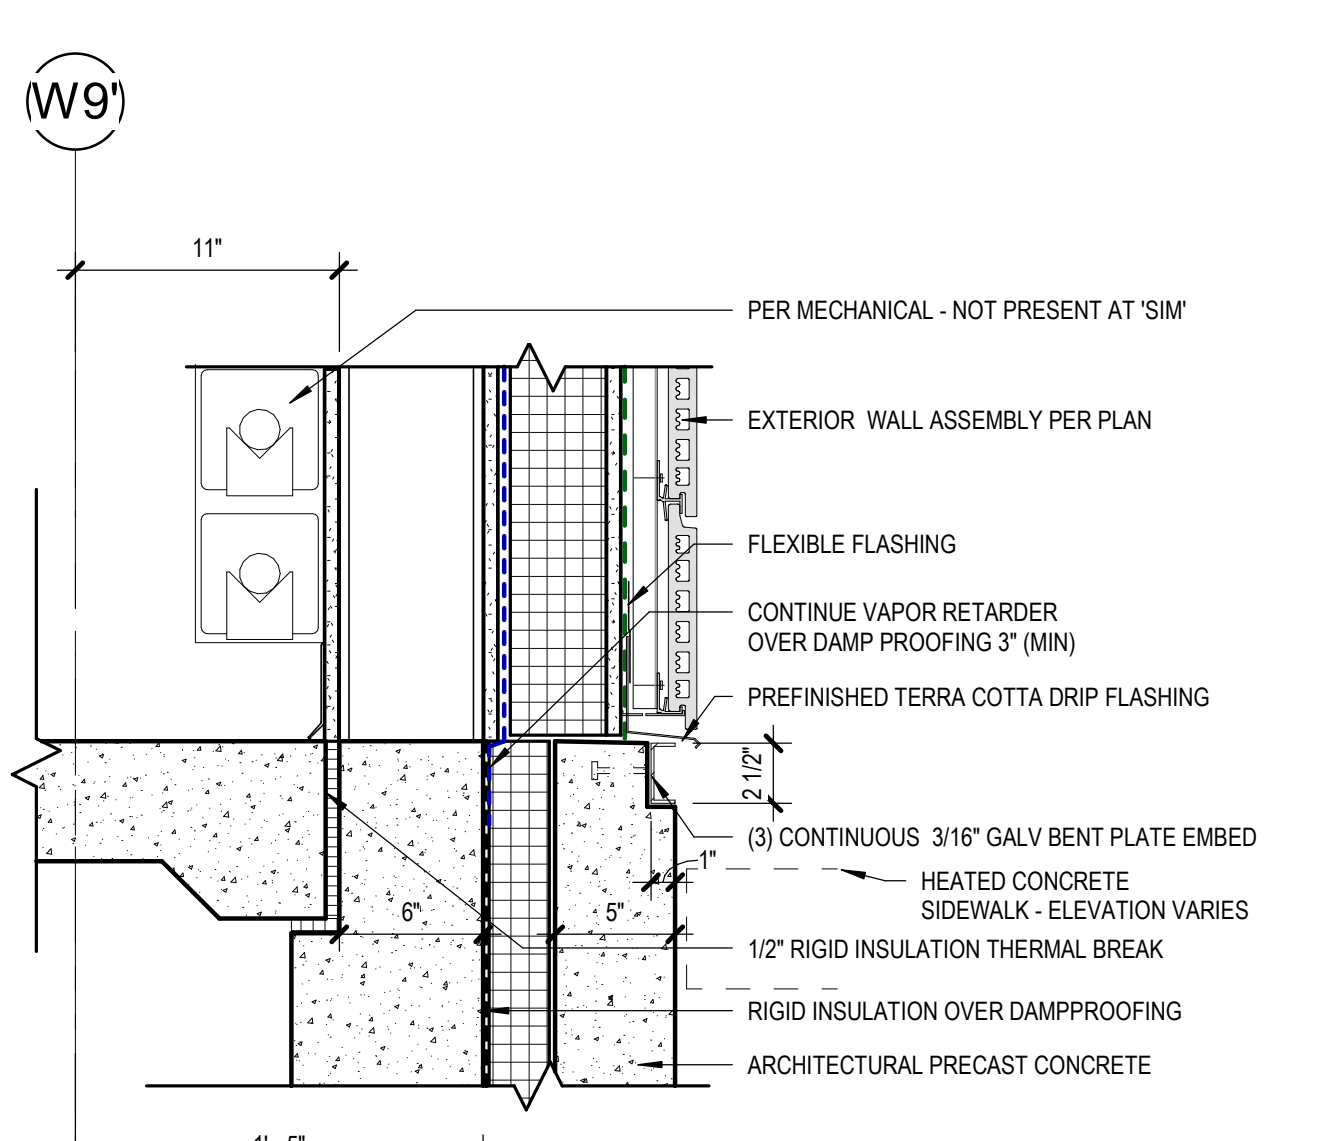 W9'
11"
PER MECHANICAL - NOT PRESENT AT 'SIM'
EXTERIOR WALL ASSEMBLY PER PLAN
FLEXIBLE FLASHING
CONTINUE VAPOR RETARDER
OVER DAMP PROOFING 3" (MIN)
PREFINISHED TERRA COTTA DRIP FLASHING
2 1/2"
(3) CONTINUOUS 3/16" GALV BENT PLATE EMBED
1"
HEATED CONCRETE
SIDEWALK - ELEVATION VARIES
6"
5"
1/2" RIGID INSULATION THERMAL BREAK
RIGID INSULATION OVER DAMPPROOFING
ARCHITECTURAL PRECAST CONCRETE